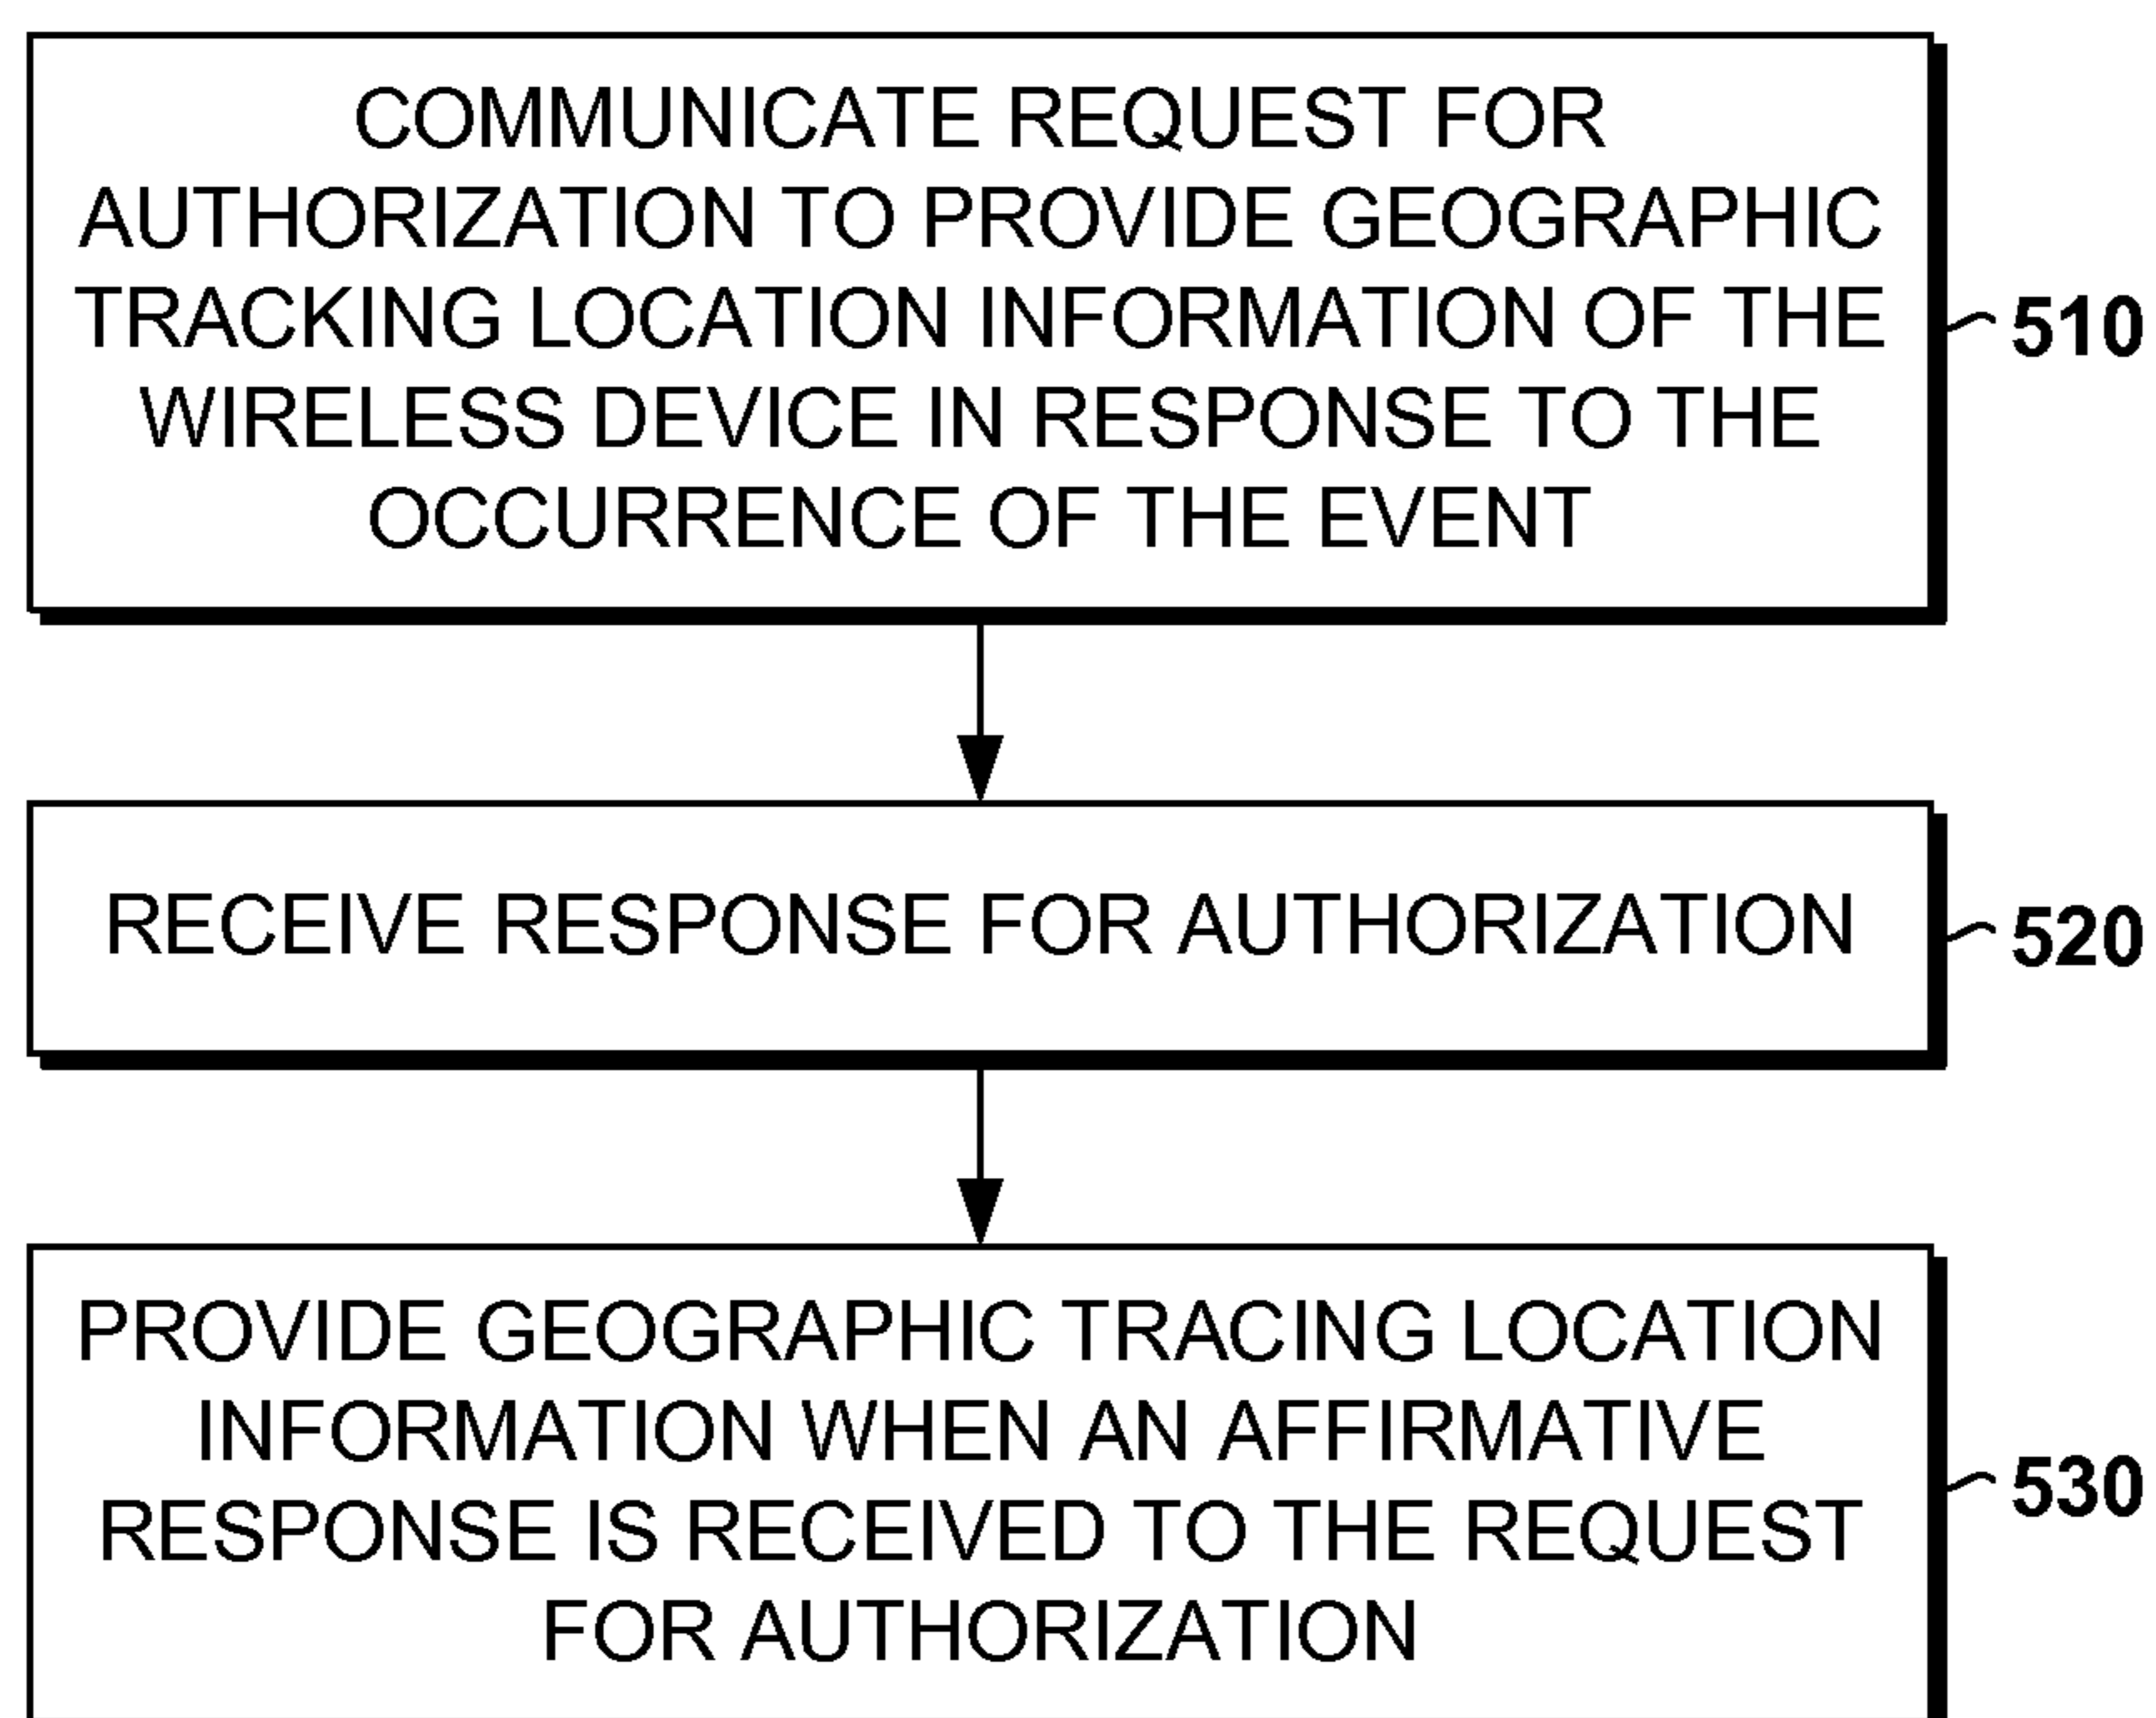 COMMUNICATE REQUEST FOR
AUTHORIZATION TO PROVIDE GEOGRAPHIC
TRACKING LOCATION INFORMATION OF THE
WIRELESS DEVICE IN RESPONSE TO THE
OCCURRENCE OF THE EVENT
510
RECEIVE RESPONSE FOR AUTHORIZATION
520
PROVIDE GEOGRAPHIC TRACING LOCATION
INFORMATION WHEN AN AFFIRMATIVE
RESPONSE IS RECEIVED TO THE REQUEST
FOR AUTHORIZATION
530